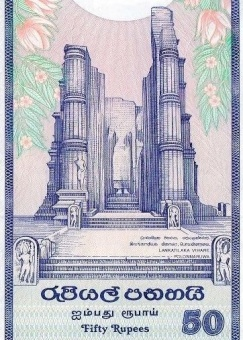 LANKATILAKA VIHARE,
POLONNARUWA
රුපියල් පනහයි
ஐம்பது ரூபாய்
Fifty Rupees
50